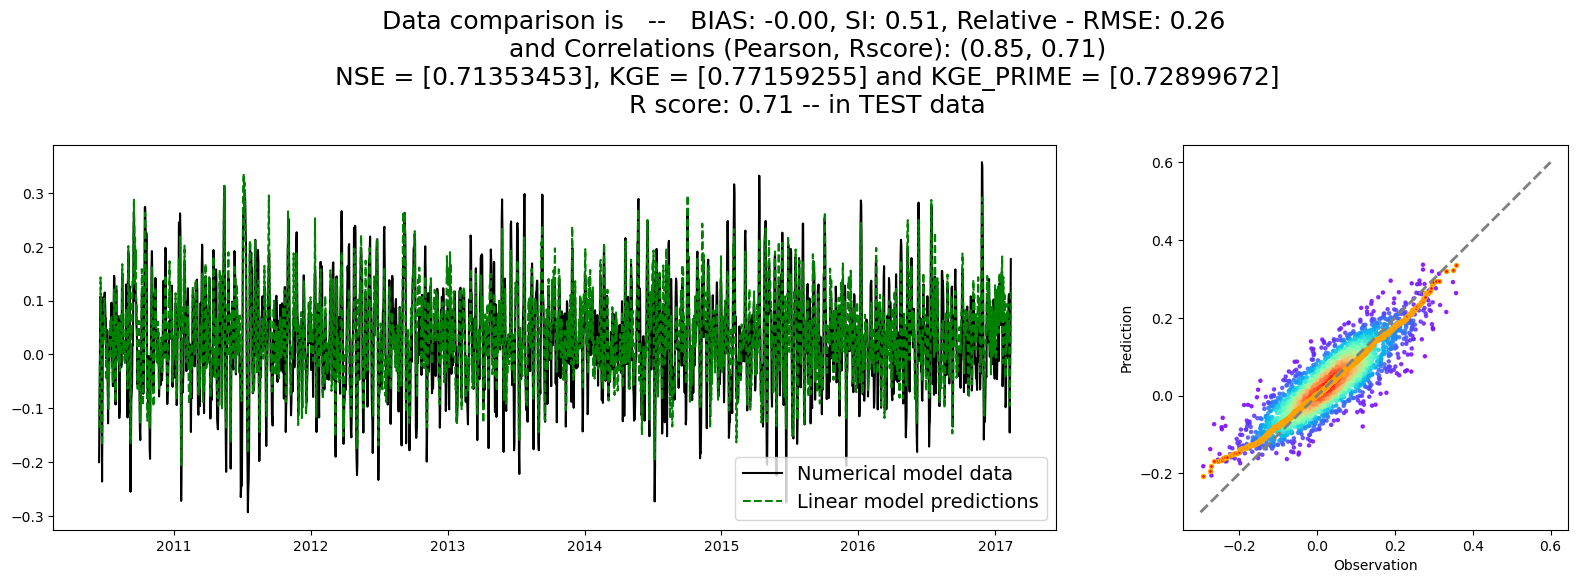 Data comparison is   --   BIAS: -0.00, SI: 0.51, Relative - RMSE: 0.26
and Correlations (Pearson, Rscore): (0.85, 0.71)
NSE = [0.71353453], KGE = [0.77159255] and KGE_PRIME = [0.72899672]
R score: 0.71 -- in TEST data
0.3
0.2
0.1
0.0
−0.1
−0.2
−0.3
2011 2012 2013 2014 2015 2016 2017
Numerical model data
Linear model predictions
Prediction
0.6
0.4
0.2
0.0
−0.2
−0.2 0.0 0.2 0.4 0.6
Observation